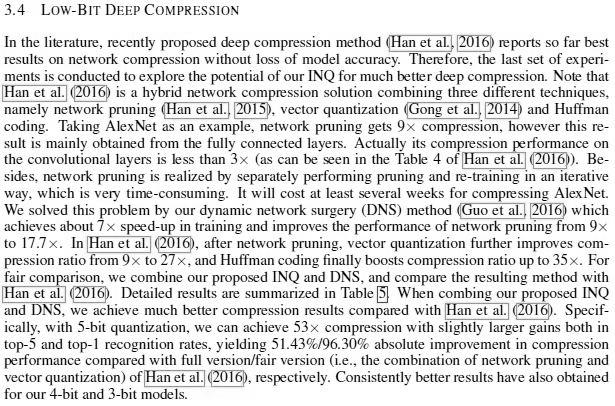 3.4 LOW-BIT DEEP COMPRESSION
In the literature, recently proposed deep compression method (Han et al., 2016) reports so far best
results on network compression without loss of model accuracy. Therefore, the last set of experi-
ments is conducted to explore the potential of our INQ for much better deep compression. Note that
Han et al. (2016) is a hybrid network compression solution combining three different techniques,
namely network pruning (Han et al., 2015), vector quantization (Gong et al., 2014) and Huffman
coding. Taking AlexNet as an example, network pruning gets 9× compression, however this re-
sult is mainly obtained from the fully connected layers. Actually its compression performance on
the convolutional layers is less than 3× (as can be seen in the Table 4 of Han et al. (2016)). Be-
sides, network pruning is realized by separately performing pruning and re-training in an iterative
way, which is very time-consuming. It will cost at least several weeks for compressing AlexNet.
We solved this problem by our dynamic network surgery (DNS) method (Guo et al., 2016) which
achieves about 7× speed-up in training and improves the performance of network pruning from 9×
to 17.7×. In Han et al. (2016), after network pruning, vector quantization further improves com-
pression ratio from 9× to 27×, and Huffman coding finally boosts compression ratio up to 35×. For
fair comparison, we combine our proposed INQ and DNS, and compare the resulting method with
Han et al. (2016). Detailed results are summarized in Table 5. When combing our proposed INQ
and DNS, we achieve much better compression results compared with Han et al. (2016). Specif-
ically, with 5-bit quantization, we can achieve 53× compression with slightly larger gains both in
top-5 and top-1 recognition rates, yielding 51.43%/96.30% absolute improvement in compression
performance compared with full version/fair version (i.e., the combination of network pruning and
vector quantization) of Han et al. (2016), respectively. Consistently better results have also obtained
for our 4-bit and 3-bit models.